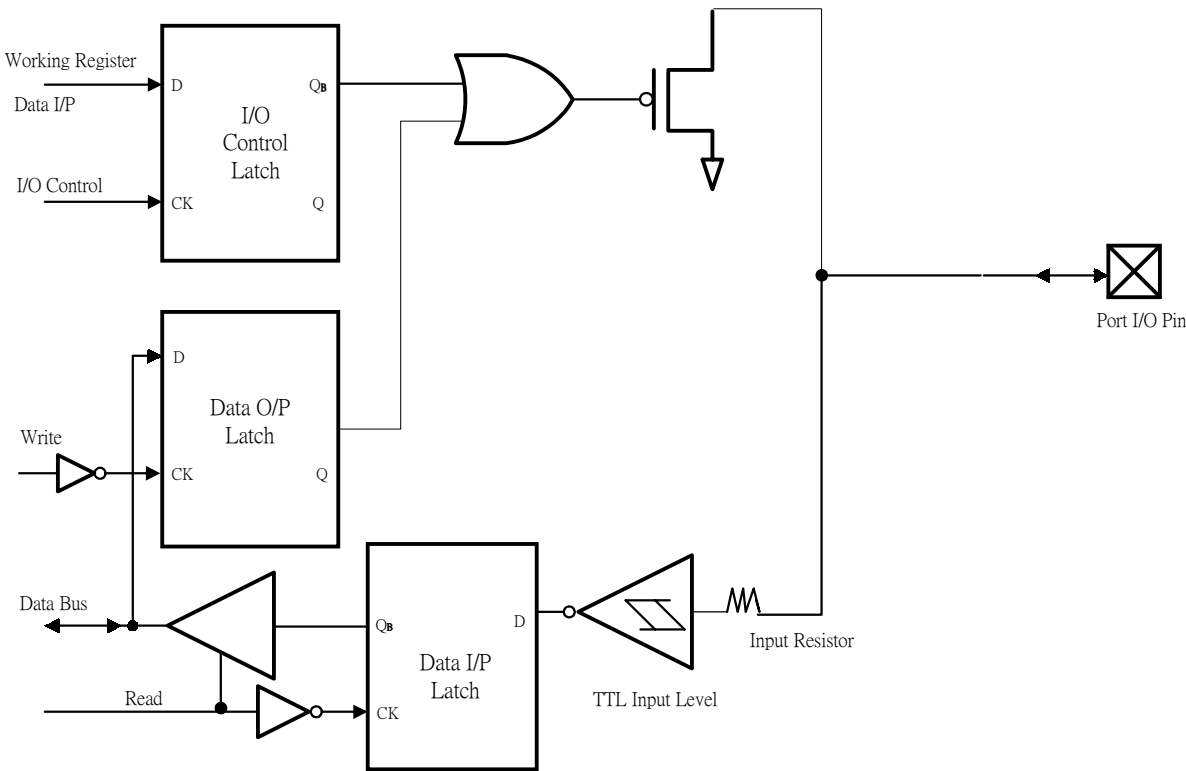 Working Register
Data I/P
D
QB
I/O
Control
Latch
I/O Control
CK
Q
Port I/O Pin
D
Data O/P
Latch
Write
CK
Q
Data Bus
QB
D
Input Resistor
Data I/P
Latch
Read
CK
TTL Input Level